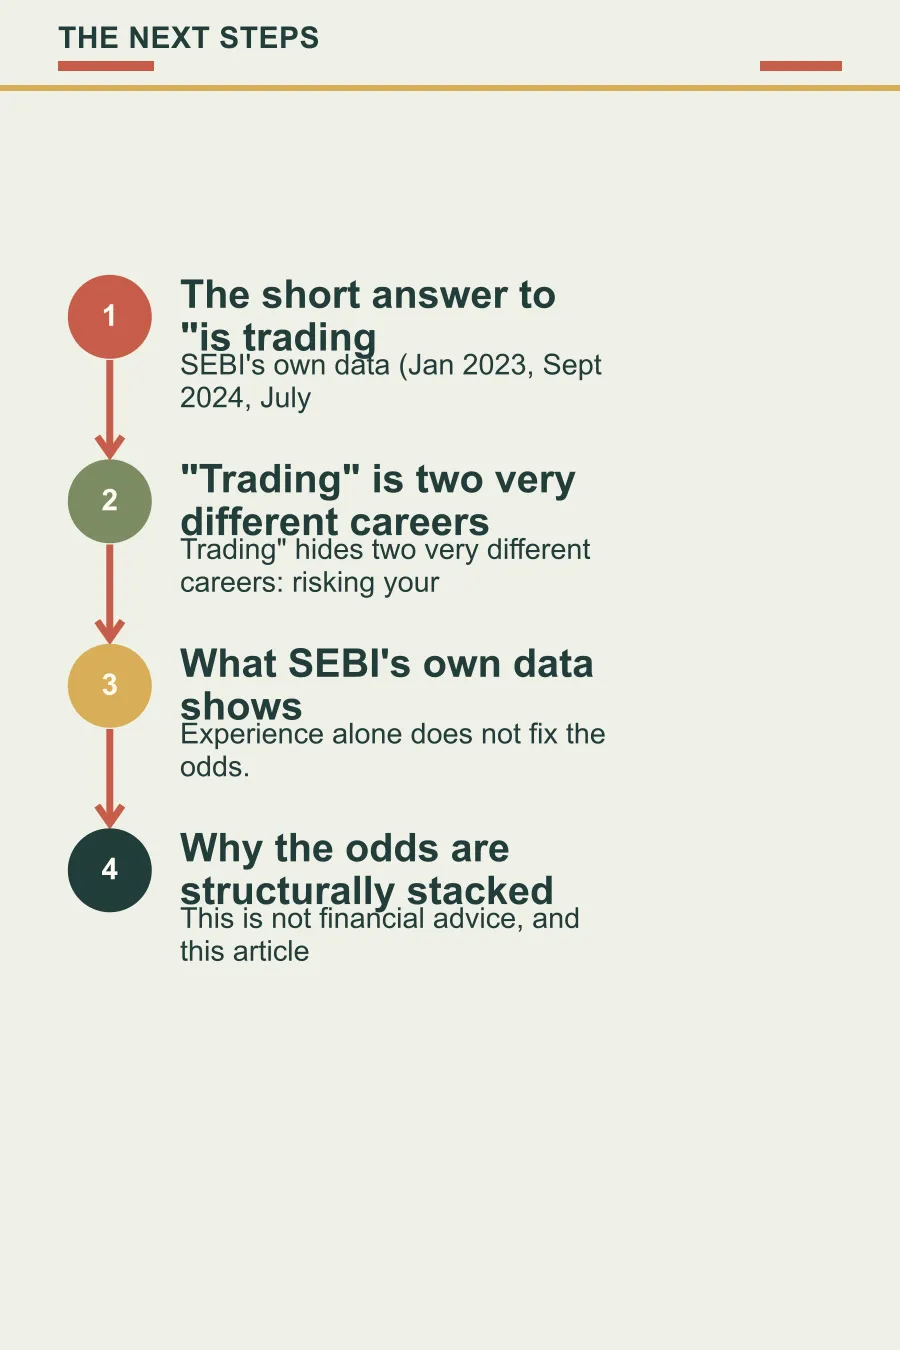 THE NEXT STEPS
1
The short answer to
"is trading
SEBI's own data (Jan 2023, Sept
2024, July
2
"Trading" is two very
different careers
Trading" hides two very different
careers: risking your
3
What SEBI's own data
shows
Experience alone does not fix the
odds.
4
Why the odds are
structurally stacked
This is not financial advice, and
this article